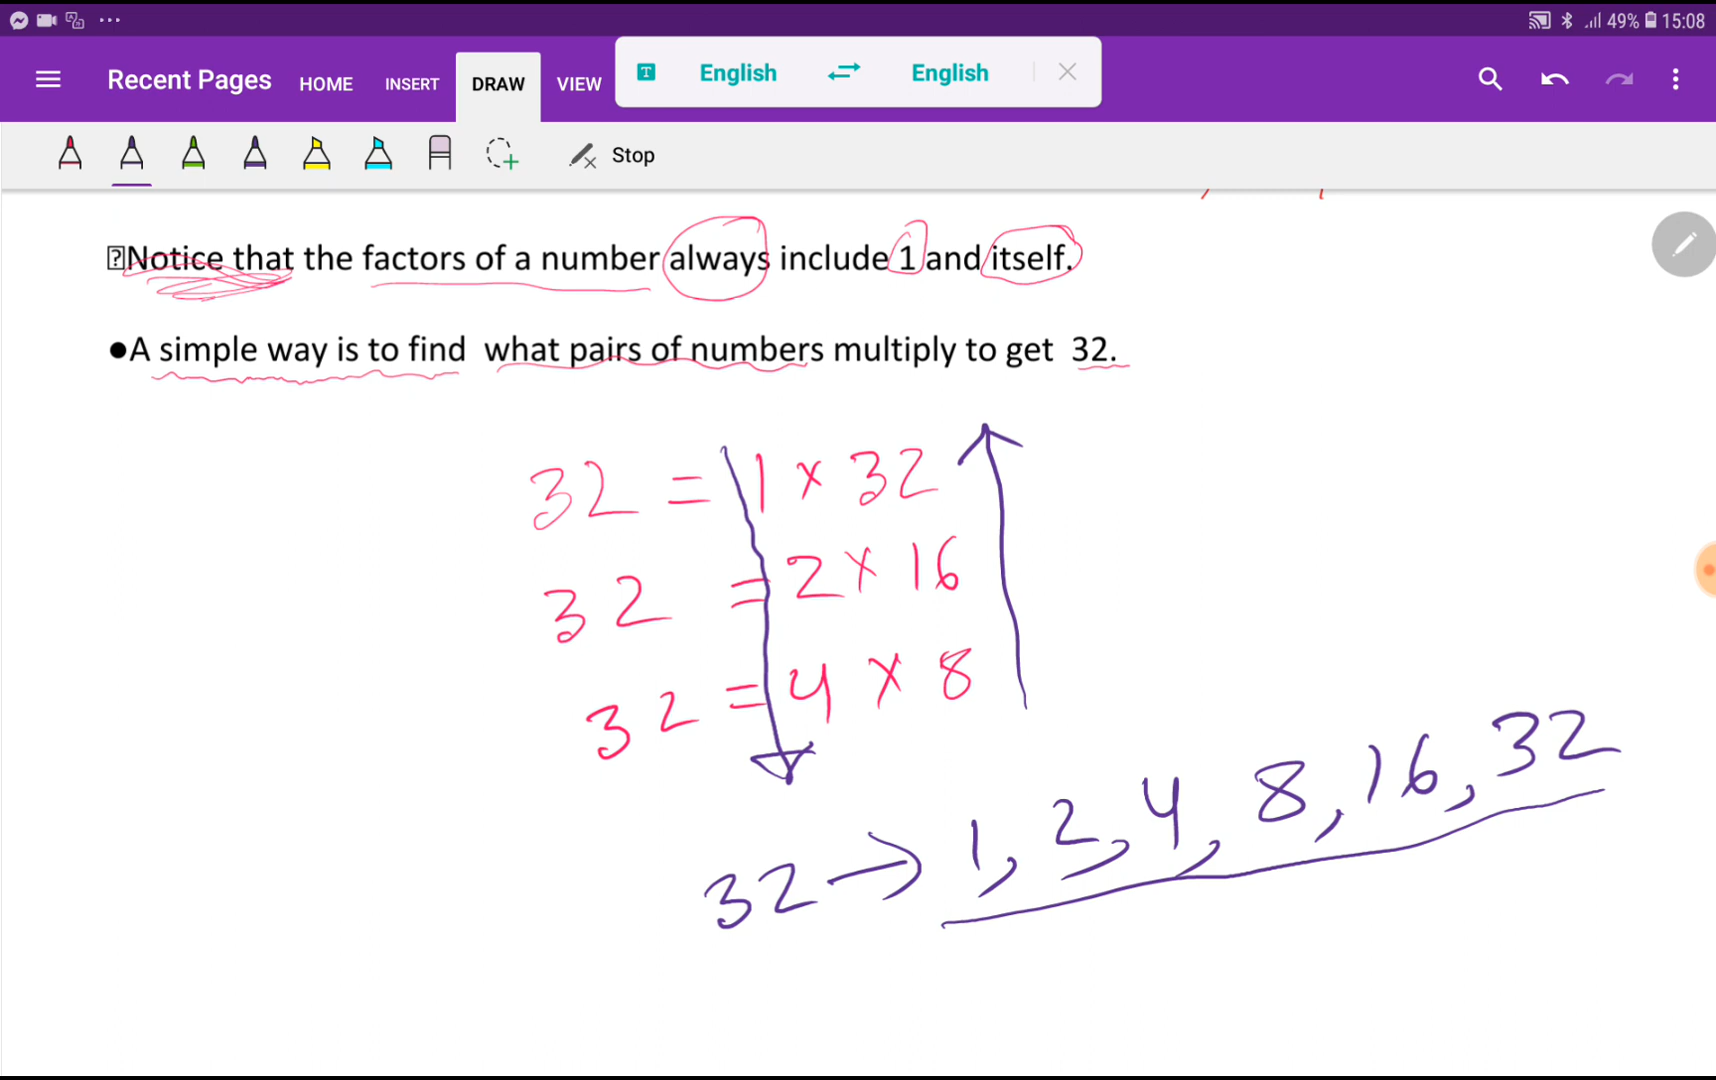 49% 15:08
Recent Pages HOME INSERT DRAW VIEW T English English
Stop
Notice that the factors of a number always include 1 and itself.
●A simple way is to find what pairs of numbers multiply to get 32.
32 = 1 × 32
32 = 2 × 16
32 = 4 × 8
32 → 1, 2, 4, 8, 16, 32